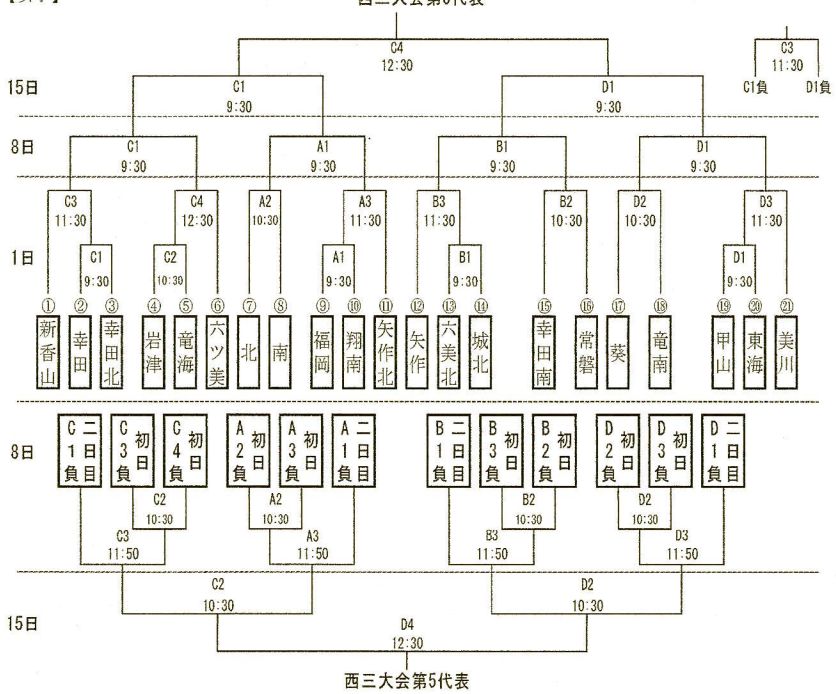 C4
C3
12:30
11:30
15日
C1
D1
C1負
D1負
9:30
9:30
8日
C1
A1
B1
D1
9:30
9:30
9:30
9:30
C3
C4
A2
A3
B3
B2
D2
D3
11:30
12:30
10:30
11:30
11:30
10:30
10:30
11:30
1日
C1
C2
A1
B1
D1
9:30
10:30
9:30
9:30
9:30
① ② ③ ④ ⑤ ⑥ ⑦ ⑧ ⑨ ⑩ ⑪ ⑫ ⑬ ⑭ ⑮ ⑯ ⑰ ⑱ ⑲ ⑳ ㉑
新香山
幸田
幸田北
岩津
竜海
六ツ美
北
南
福岡
翔南
矢作北
矢作
六美北
城北
幸田南
常磐
葵
竜南
甲山
東海
美川
8日
二日目 C1負
初日 C3負
初日 C4負
初日 A2負
初日 A3負
二日目 A1負
二日目 B1負
初日 B3負
初日 B2負
初日 D2負
初日 D3負
二日目 D1負
C2
A2
B2
D2
10:30
10:30
10:30
10:30
C3
A3
B3
D3
11:50
11:50
11:50
11:50
C2
D2
10:30
10:30
15日
D4
12:30
西三大会第5代表